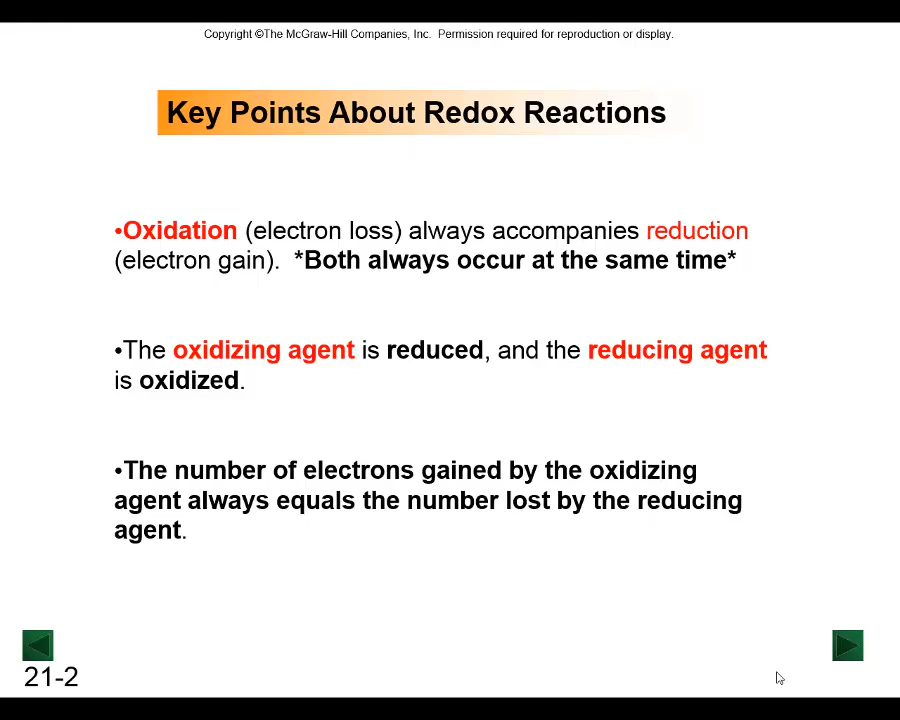 Copyright ©The McGraw-Hill Companies, Inc.  Permission required for reproduction or display.
Key Points About Redox Reactions
•Oxidation (electron loss) always accompanies reduction
(electron gain).  *Both always occur at the same time*
•The oxidizing agent is reduced, and the reducing agent
is oxidized.
•The number of electrons gained by the oxidizing
agent always equals the number lost by the reducing
agent.
21-2